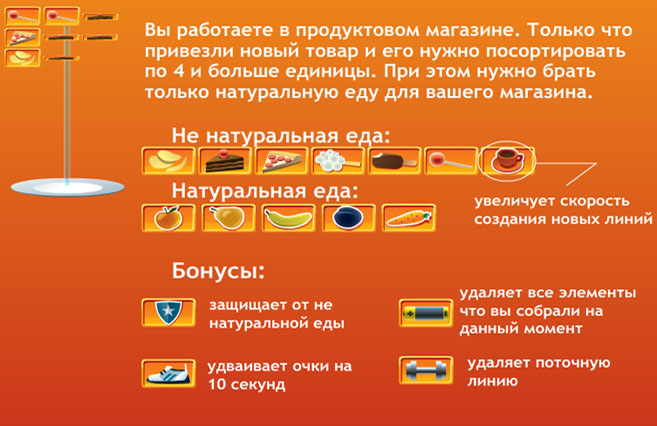 Вы работаете в продуктовом магазине. Только что
привезли новый товар и его нужно посортировать
по 4 и больше единицы. При этом нужно брать
только натуральную еду для вашего магазина.
Не натуральная еда:
увеличует скорость
создания новых линий
Натуральная еда:
Бонусы:
защищает от не
натуральной еды
удаляет все элементы
что вы собрали на
данный момент
удваивает очки на
10 секунд
удаляет поточную
линию